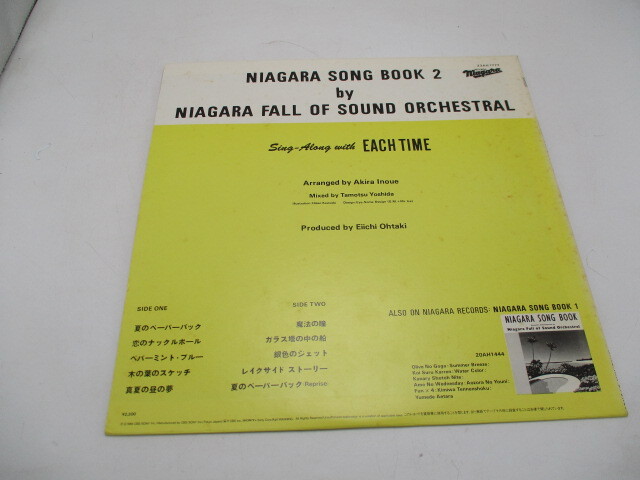 Niagara
NIAGARA SONG BOOK 2
by
NIAGARA FALL OF SOUND ORCHESTRAL
Sing-Along with EACH TIME
Arranged by Akira Inoue
Mixed by Tamotsu Yoshida
Produced by Eiichi Ohtaki
SIDE ONE
夏のペーパーバック
恋のナックルボール
ペパーミント・ブルー
木の葉のスケッチ
真夏の昼の夢
SIDE TWO
魔法の瞳
ガラス壜の中の船
銀色のジェット
レイクサイド ストーリー
夏のペーパーバック(Reprise)
ALSO ON NIAGARA RECORDS: NIAGARA SONG BOOK 1
NIAGARA SONG BOOK
Niagara Fall of Sound Orchestral
20AH1444